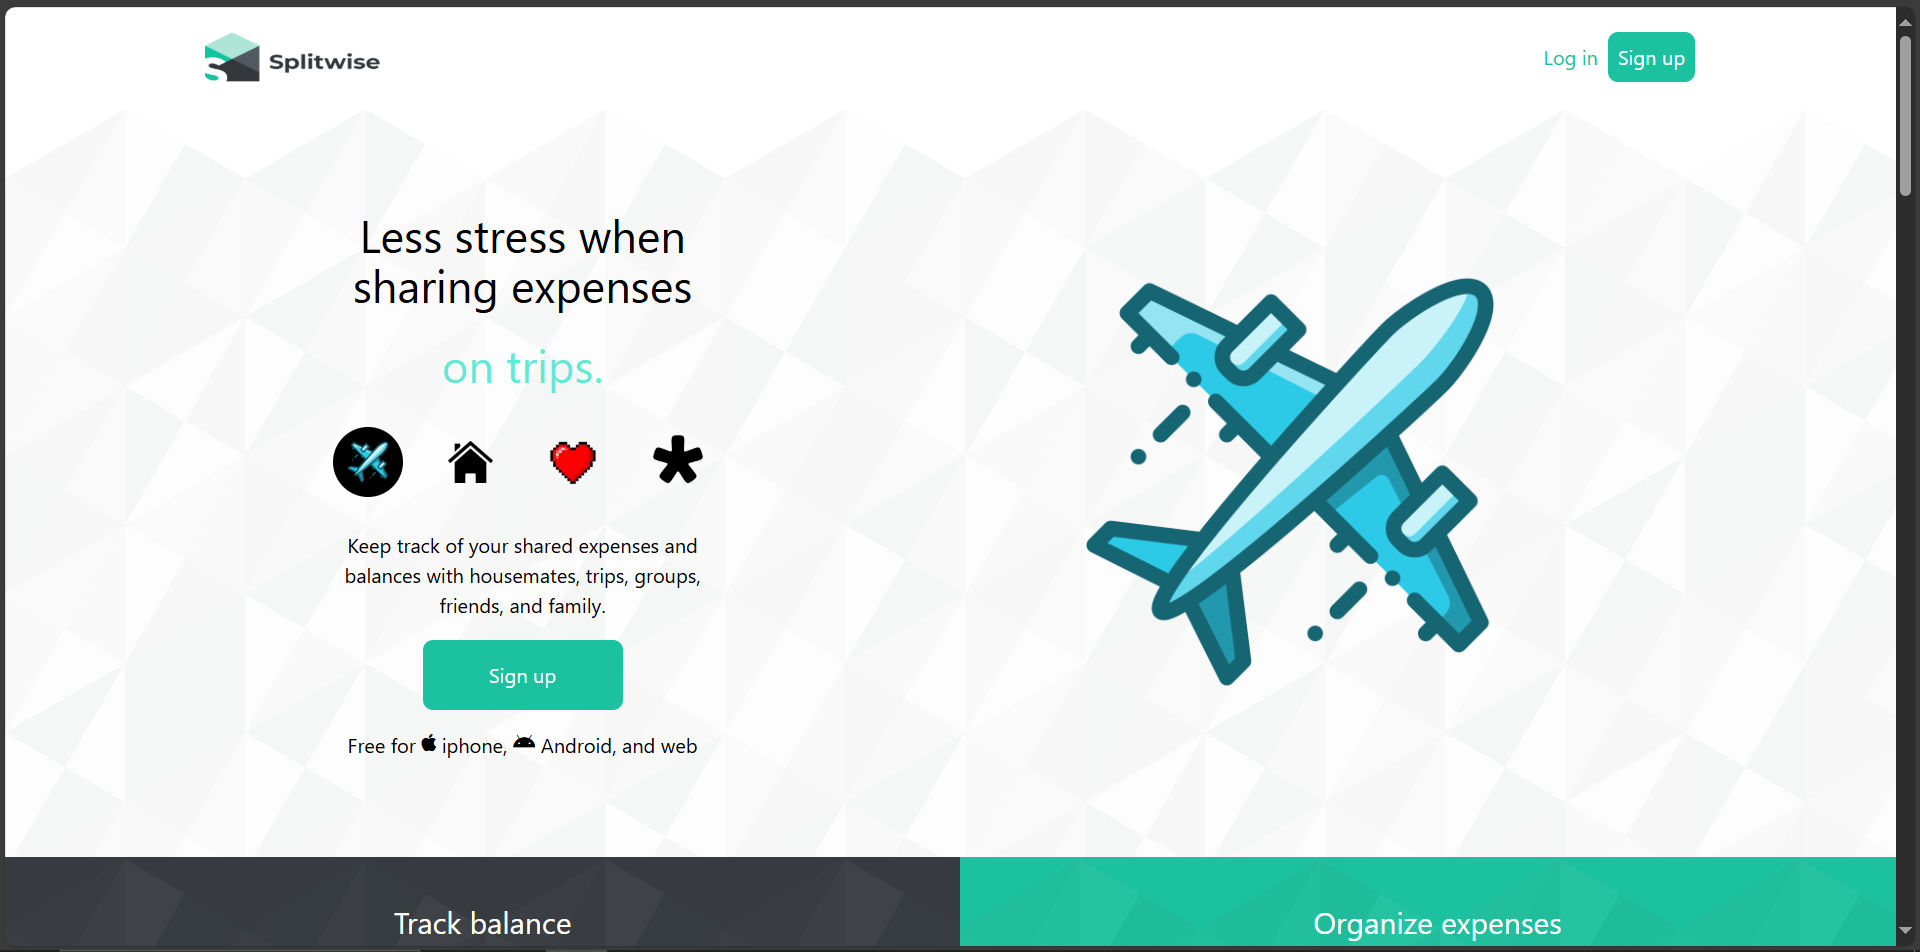 Splitwise
Log in
Sign up
Less stress when
sharing expenses
on trips.
Keep track of your shared expenses and
balances with housemates, trips, groups,
friends, and family.
Sign up
Free for iphone, Android, and web
Track balance
Organize expenses